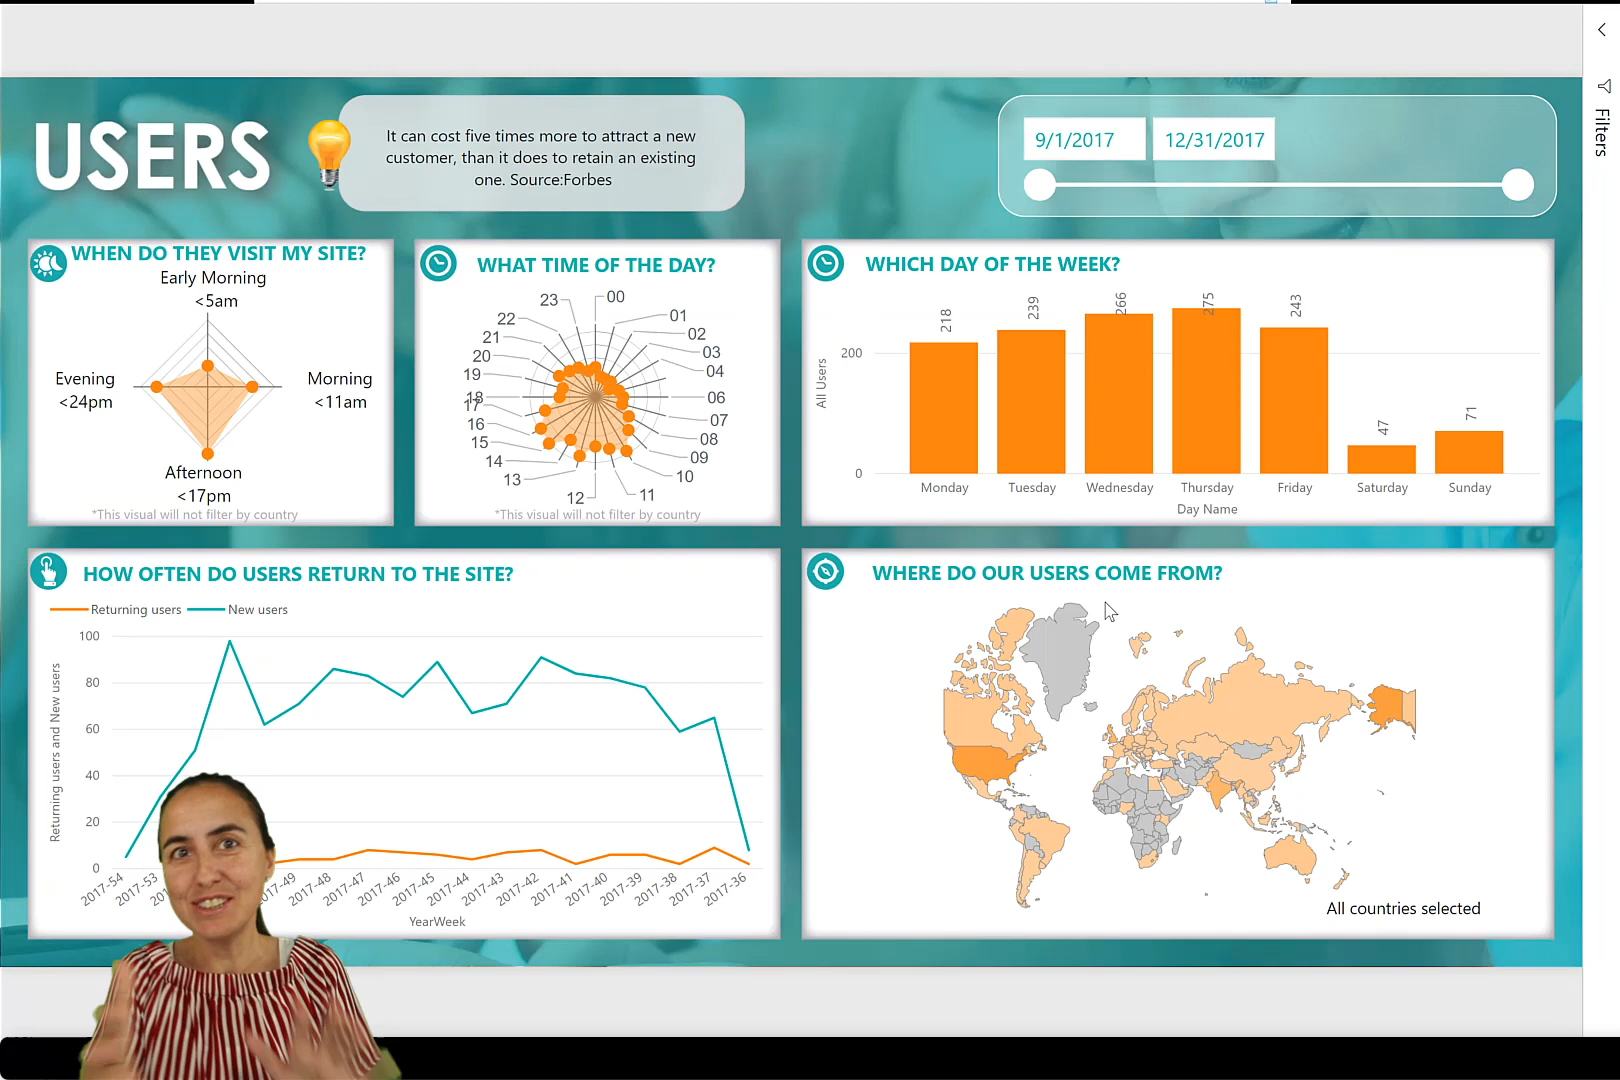 USERS
It can cost five times more to attract a new
customer, than it does to retain an existing
one. Source:Forbes
9/1/2017
12/31/2017
Filters
WHEN DO THEY VISIT MY SITE?
Early Morning
<5am
Evening
<24pm
Morning
<11am
Afternoon
<17pm
*This visual will not filter by country
WHAT TIME OF THE DAY?
00
01
02
03
04
06
07
08
09
10
11
12
13
14
15
16
17
18
19
20
21
22
23
*This visual will not filter by country
WHICH DAY OF THE WEEK?
All Users
200
0
218
239
266
275
243
47
71
Monday
Tuesday
Wednesday
Thursday
Friday
Saturday
Sunday
Day Name
HOW OFTEN DO USERS RETURN TO THE SITE?
Returning users
New users
Returning users and New users
100
80
60
40
20
0
2017-54
2017-53
2017-49
2017-48
2017-47
2017-46
2017-45
2017-44
2017-43
2017-42
2017-41
2017-40
2017-39
2017-38
2017-37
2017-36
YearWeek
WHERE DO OUR USERS COME FROM?
All countries selected